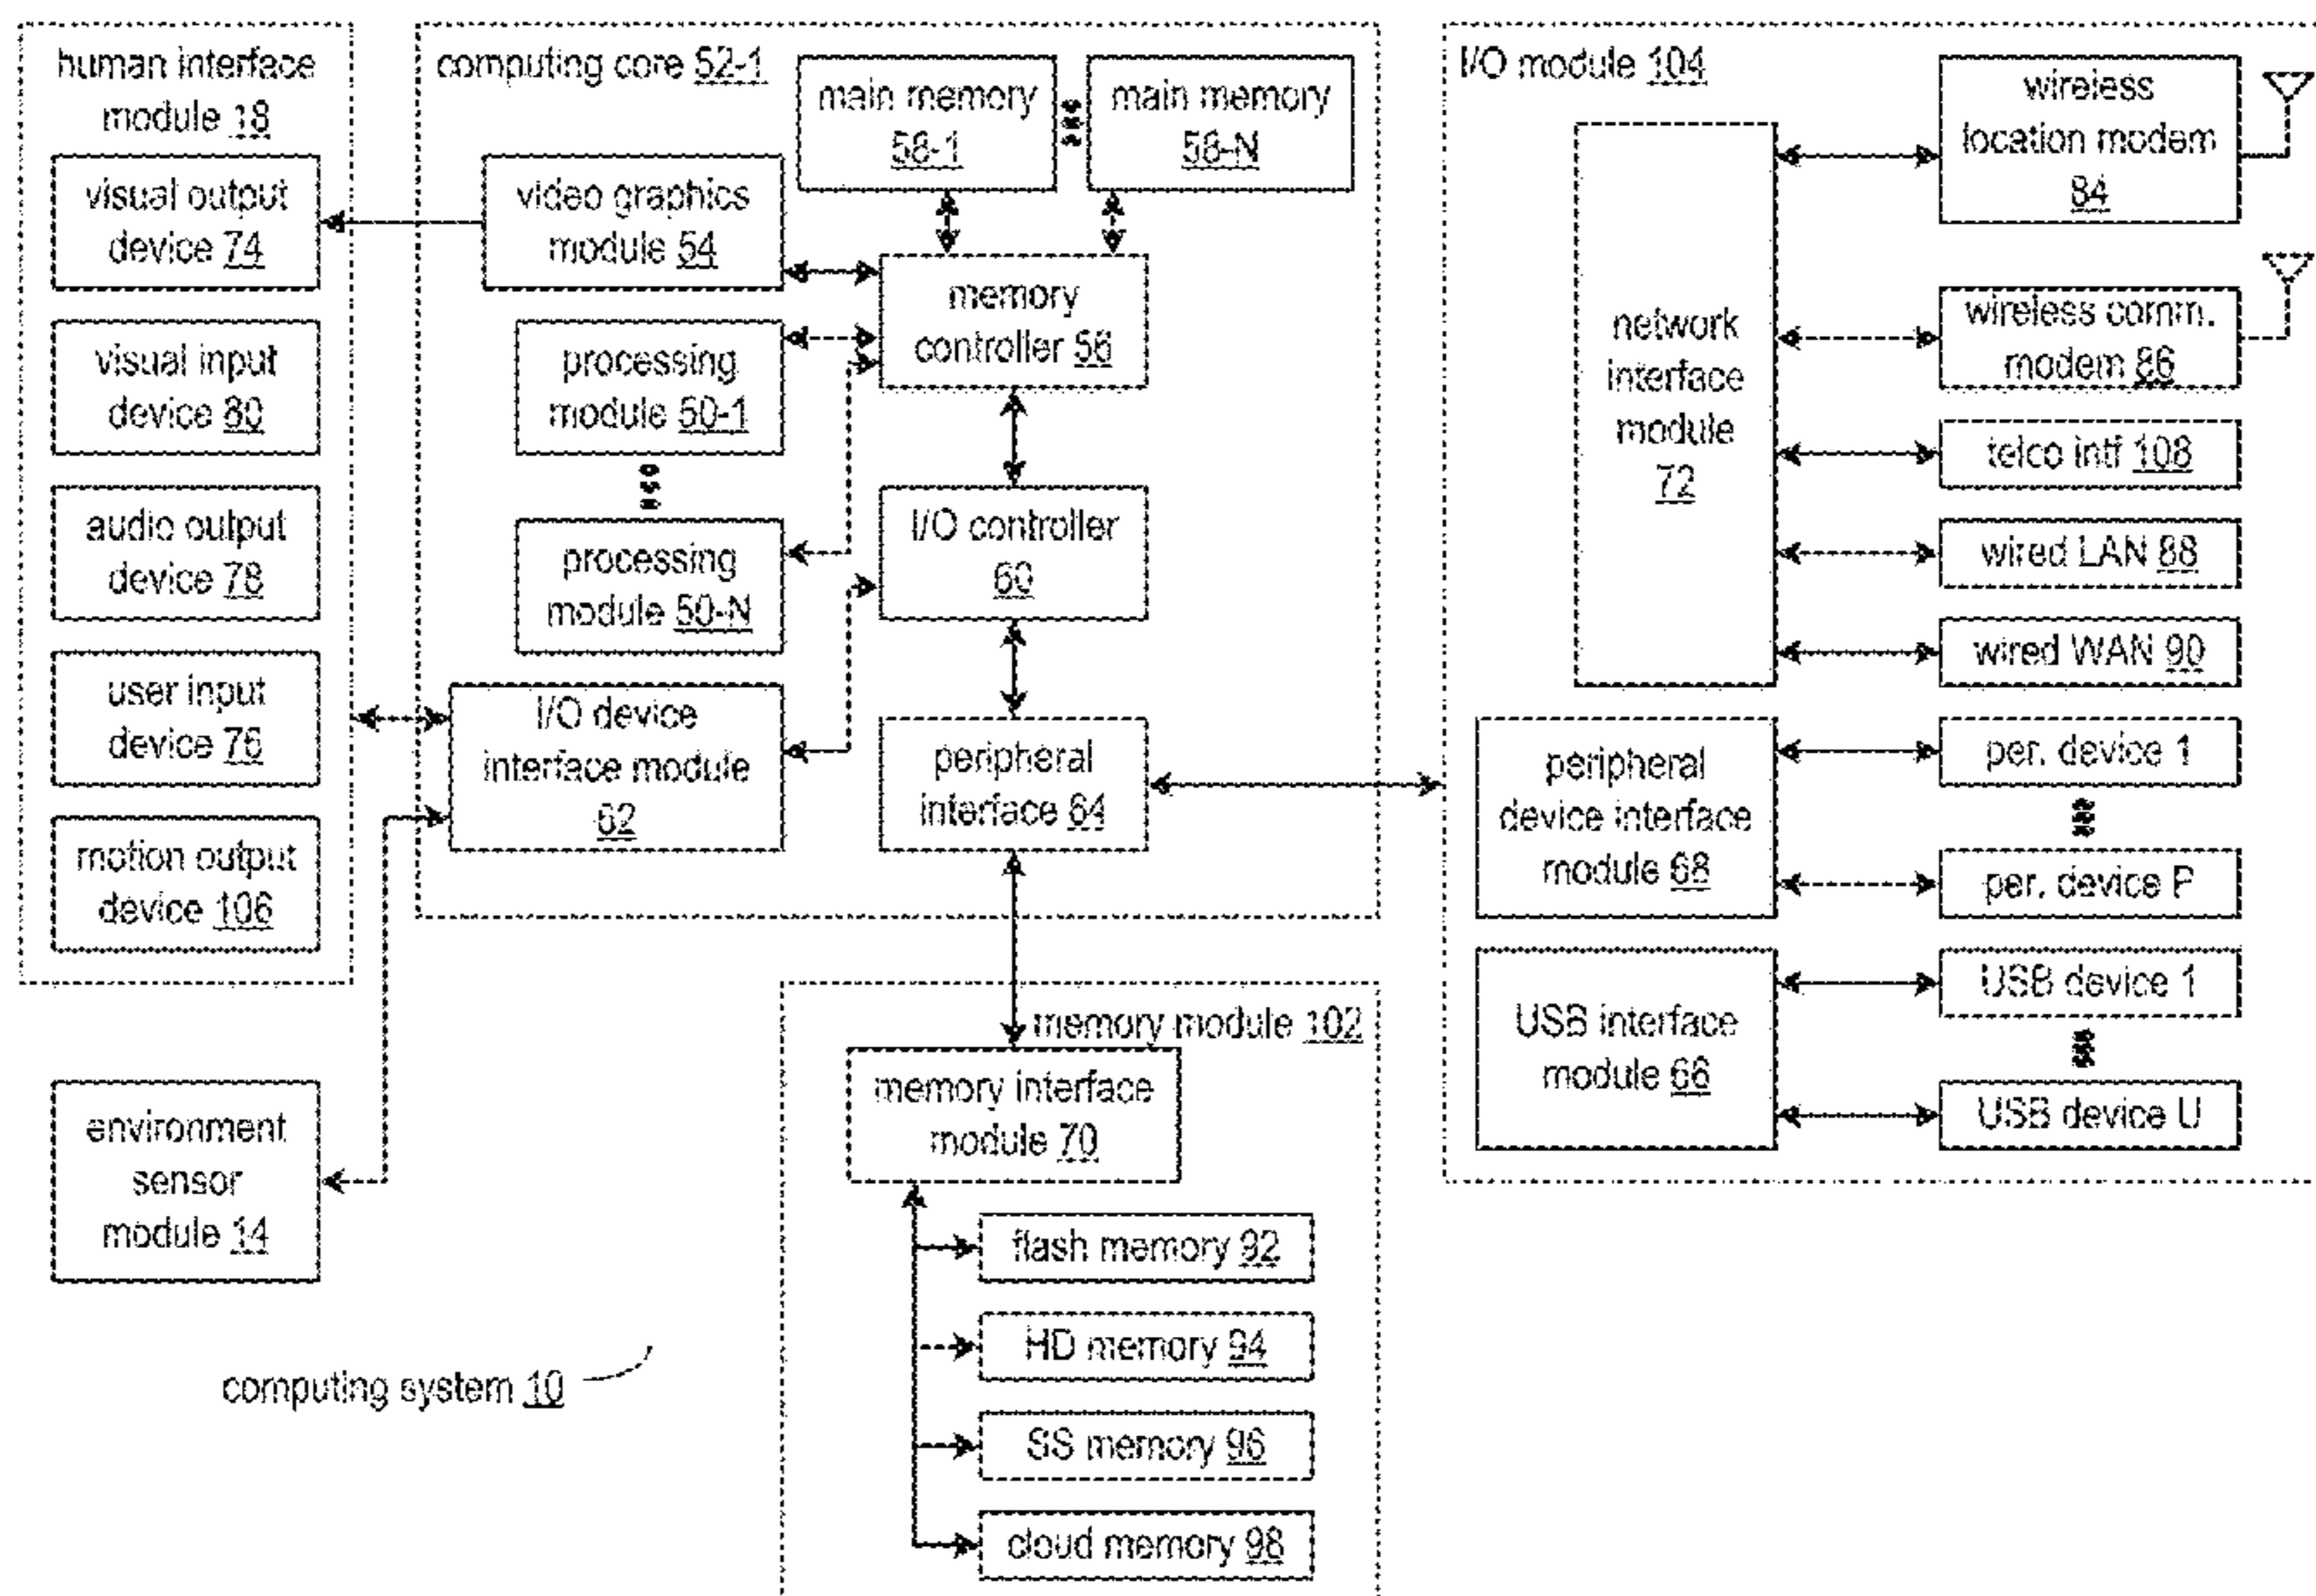 human interface
module 18
visual output
device 74
visual input
device 80
audio output
device 78
user input
device 76
motion output
device 106
environment
sensor
module 14
computing system 10
computing core 52-1
main memory
58-1
main memory
58-N
video graphics
module 54
memory
controller 56
processing
module 50-1
processing
module 50-N
I/O controller
60
I/O device
interface module
62
peripheral
interface 64
memory module 102
memory interface
module 70
flash memory 92
HD memory 94
SS memory 96
cloud memory 98
I/O module 104
network
interface
module
72
wireless
location modem
84
wireless comm.
modem 86
telco intf 108
wired LAN 88
wired WAN 90
peripheral
device interface
module 68
per. device 1
per. device P
USB interface
module 66
USB device 1
USB device U